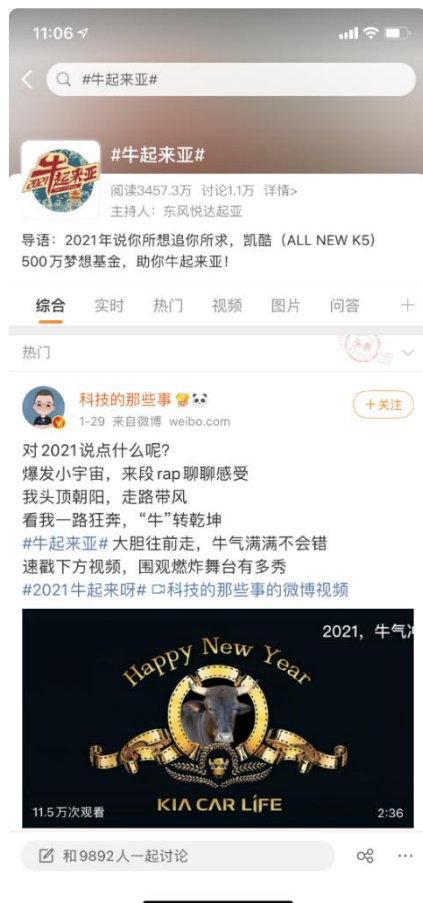 11:06
#牛起来亚#
2021 牛起来亚
#牛起来亚#
阅读3457.3万 讨论1.1万 详情>
主持人：东风悦达起亚
导语：2021年说你所想追你所求，凯酷（ALL NEW K5）
500万梦想基金，助你牛起来亚！
综合 实时 热门 视频 图片 问答
热门
头条
科技的那些事
1-29 来自微博 weibo.com
+关注
对2021说点什么呢?
爆发小宇宙，来段rap聊聊感受
我头顶朝阳，走路带风
看我一路狂奔，“牛”转乾坤
#牛起来亚# 大胆往前走，牛气满满不会错
速戳下方视频，围观燃炸舞台有多秀
#2021牛起来呀# 科技的那些事的微博视频
2021，牛气冲
Happy New Year
KIA CAR LiFE
11.5万次观看
2:36
和9892人一起讨论